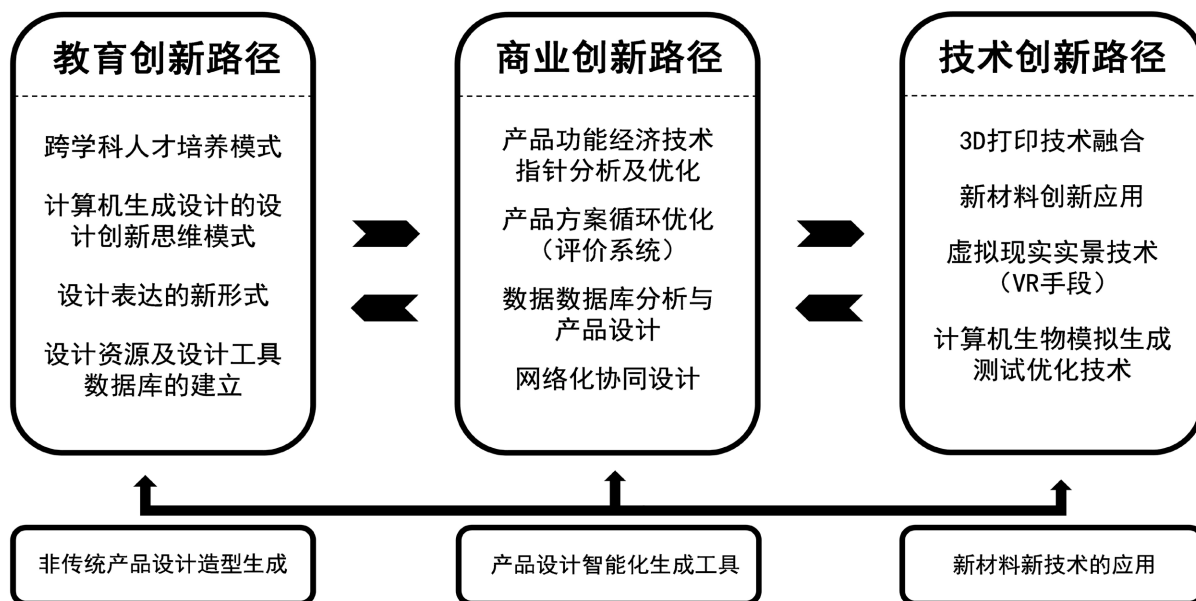 教育创新路径
跨学科人才培养模式
计算机生成设计的设
计创新思维模式
设计表达的新形式
设计资源及设计工具
数据库的建立
商业创新路径
产品功能经济技术
指针分析及优化
产品方案循环优化
（评价系统）
数据数据库分析与
产品设计
网络化协同设计
技术创新路径
3D打印技术融合
新材料创新应用
虚拟现实实景技术
（VR手段）
计算机生物模拟生成
测试优化技术
非传统产品设计造型生成
产品设计智能化生成工具
新材料新技术的应用